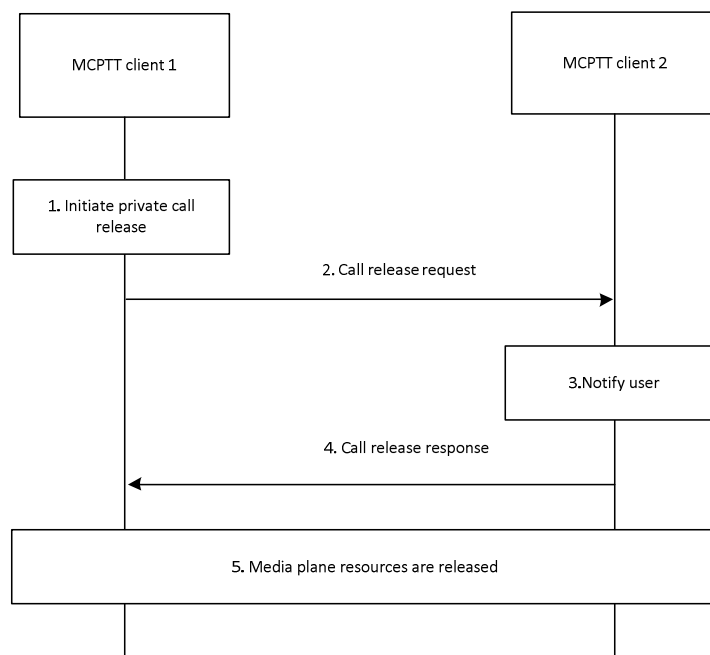 MCPTT client 1
MCPTT client 2
1. Initiate private call
release
2. Call release request
3.Notify user
4. Call release response
5. Media plane resources are released